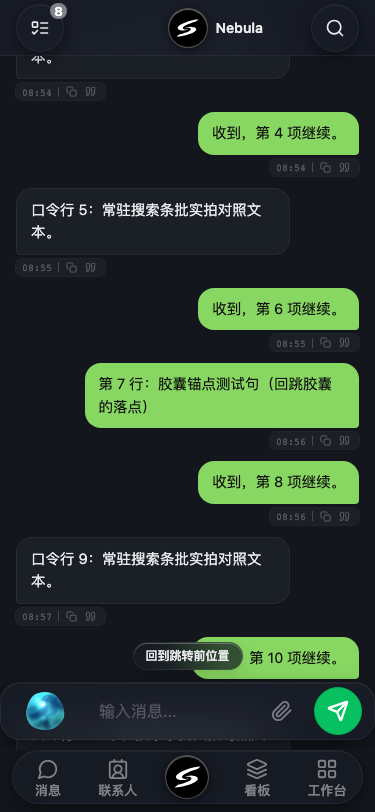 8
Nebula
本。
08:54
收到，第 4 项继续。
08:54
口令行 5：常驻搜索条批实拍对照文
本。
08:55
收到，第 6 项继续。
08:55
第 7 行：胶囊锚点测试句（回跳胶囊
的落点）
08:56
收到，第 8 项继续。
08:56
口令行 9：常驻搜索条批实拍对照文
本。
08:57
回到跳转前位置
第 10 项继续。
输入消息...
消息
联系人
看板
工作台